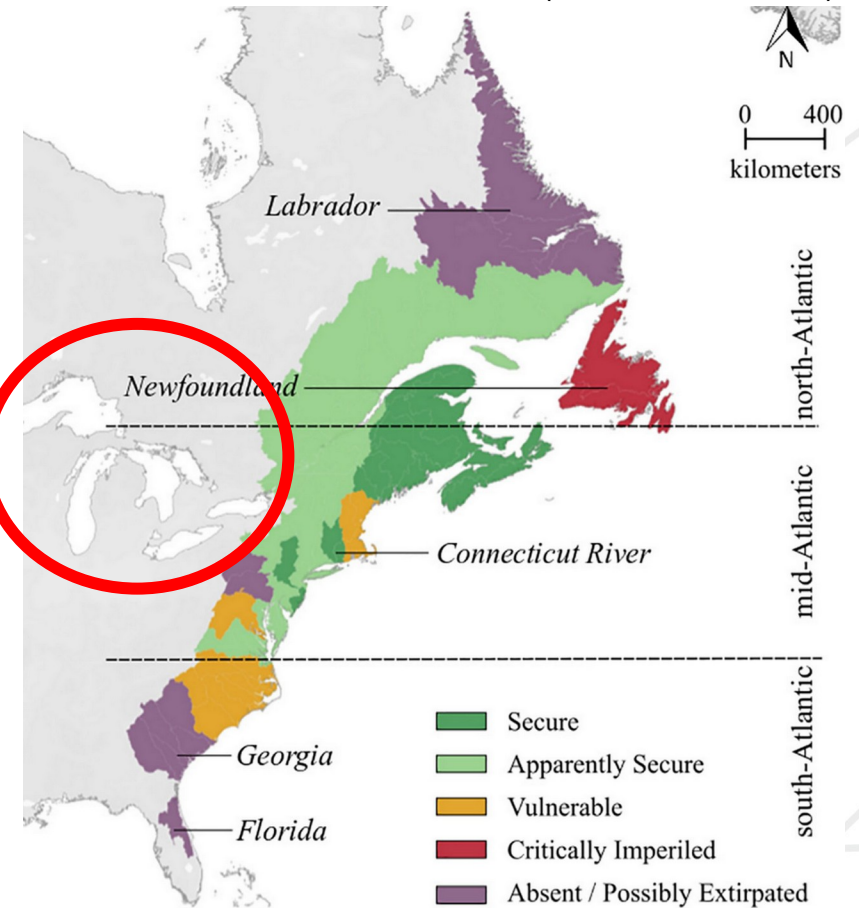 N
0 400
kilometers
Labrador
north-Atlantic
Newfoundland
mid-Atlantic
Connecticut River
south-Atlantic
Georgia
Florida
Secure
Apparently Secure
Vulnerable
Critically Imperiled
Absent / Possibly Extirpated